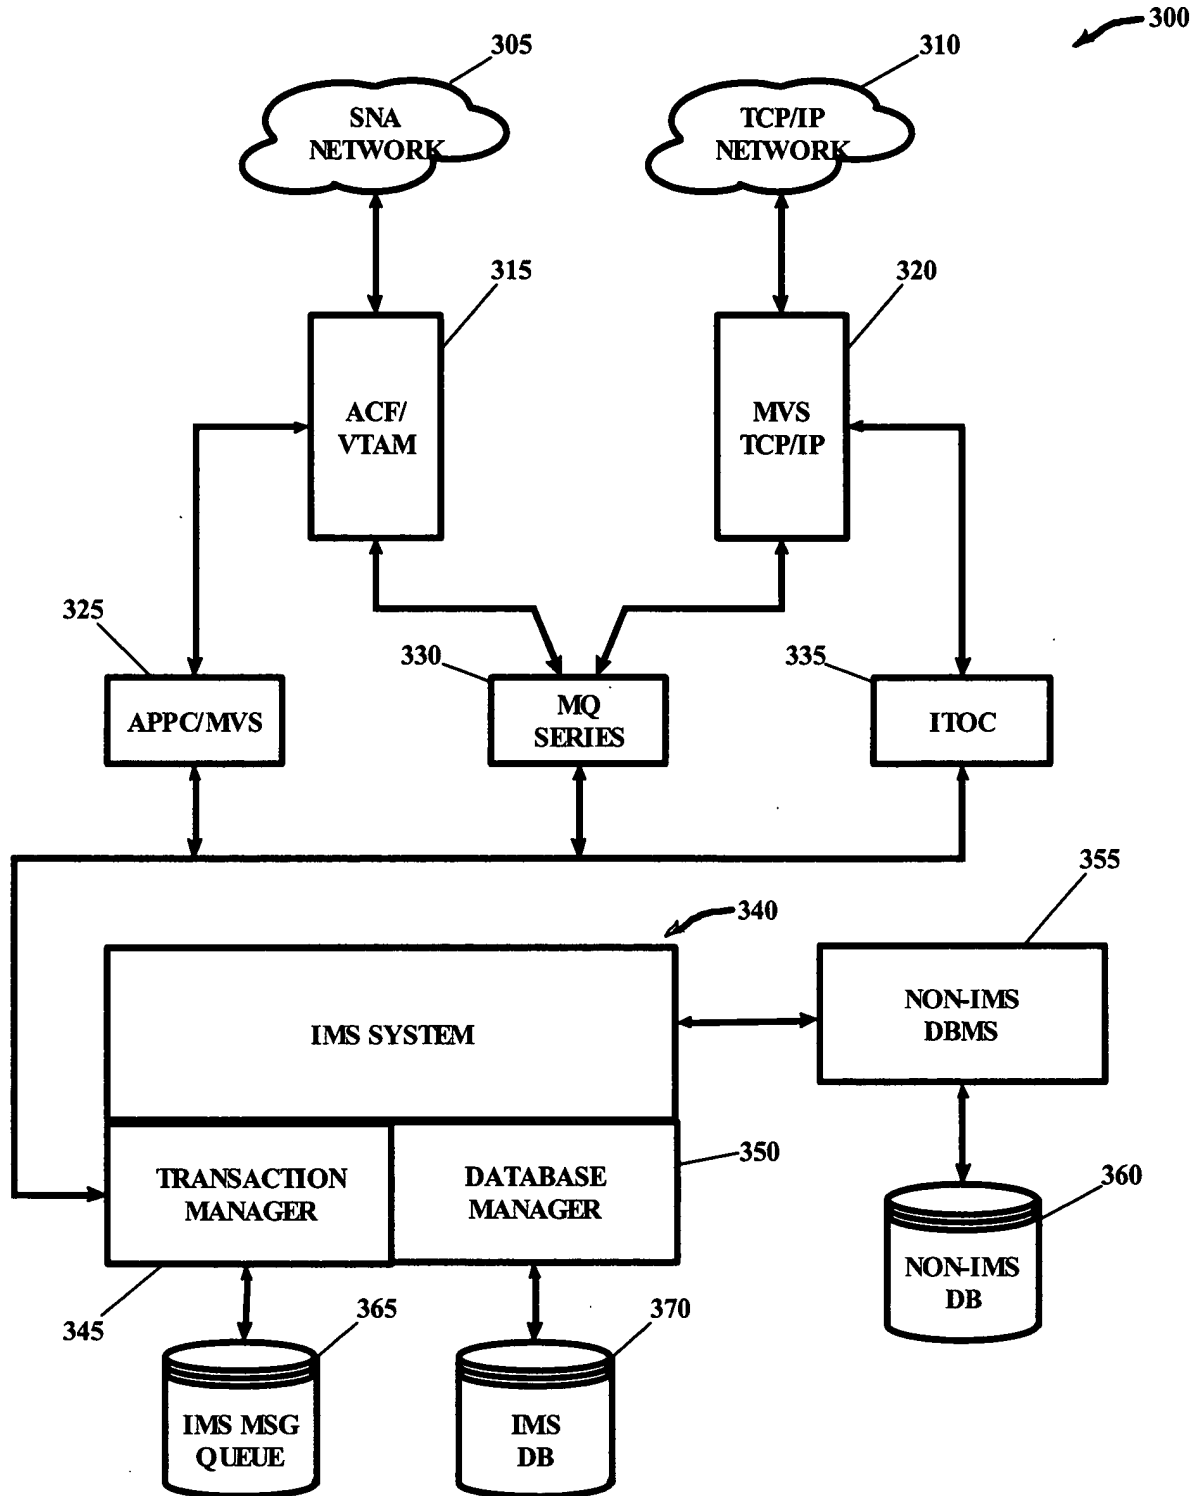 300
305
310
SNA
NETWORK
TCP/IP
NETWORK
315
320
ACF/
VTAM
MVS
TCP/IP
325
330
335
APPC/MVS
MQ
SERIES
ITOC
355
340
IMS SYSTEM
NON-IMS
DBMS
TRANSACTION
MANAGER
DATABASE
MANAGER
350
360
NON-IMS
DB
345
365
370
IMS MSG
QUEUE
IMS
DB